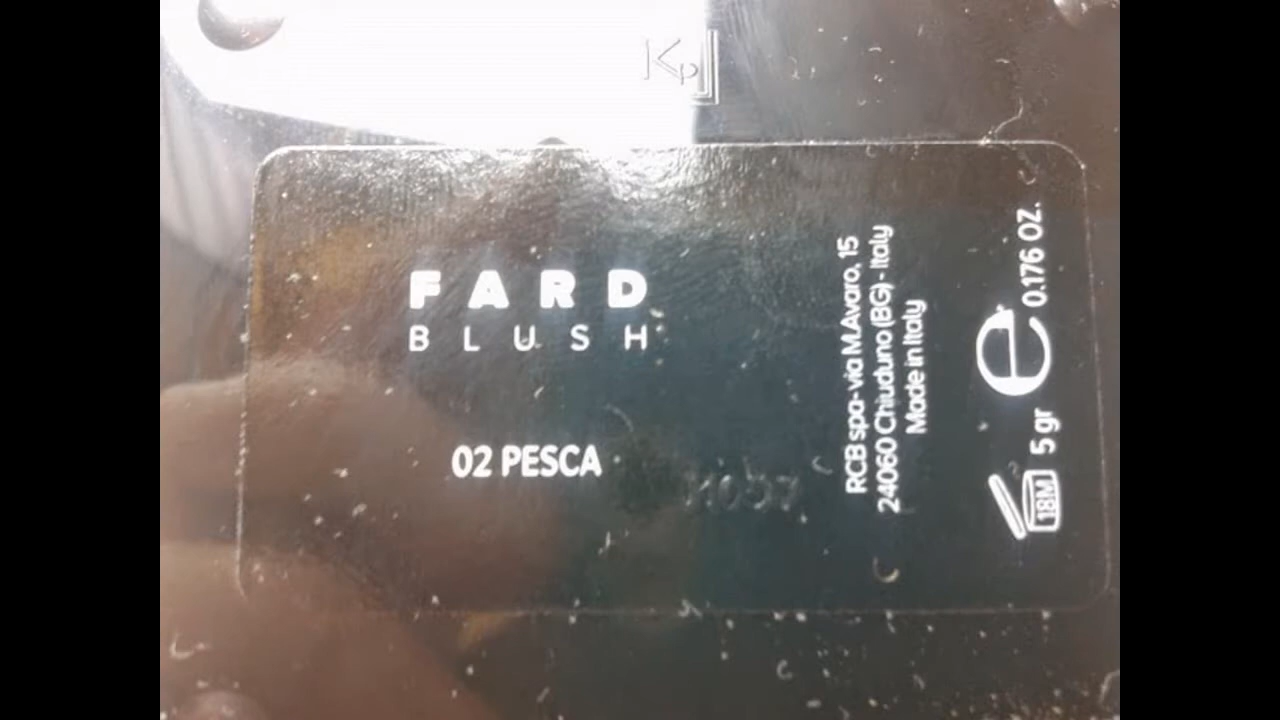 FARD
BLUSH
02 PESCA
RCB spa-via M.Avaro, 15
24060 Chiuduno (BG) - Italy
Made in Italy
18M 5 gr e 0.176 OZ.